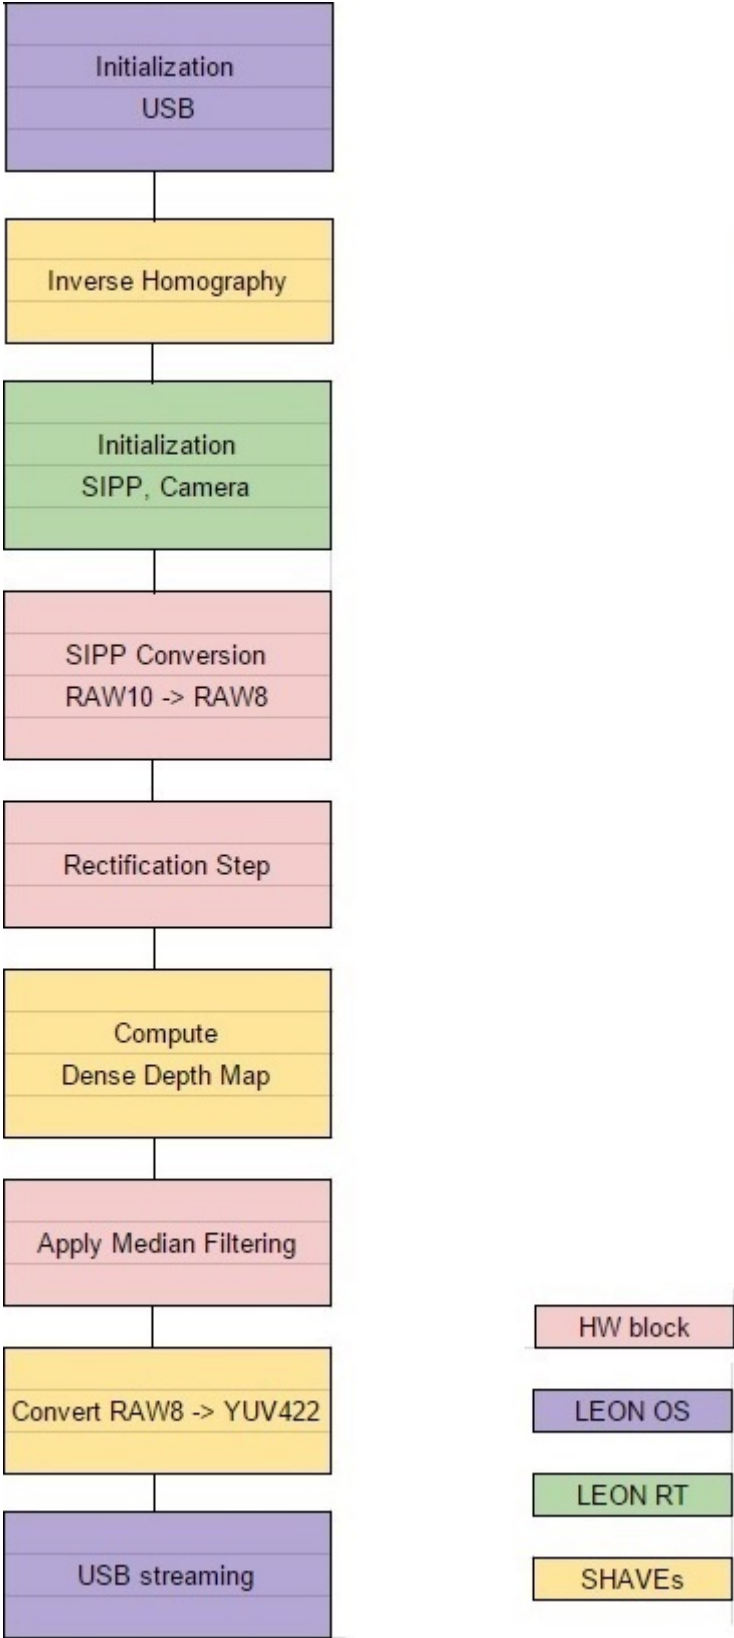 Initialization
USB
Inverse Homography
Initialization
SIPP, Camera
SIPP Conversion
RAW10 -> RAW8
Rectification Step
Compute
Dense Depth Map
Apply Median Filtering
Convert RAW8 -> YUV422
USB streaming
HW block
LEON OS
LEON RT
SHAVEs